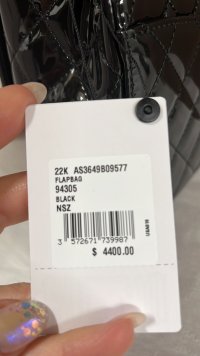 22K AS3649B09577
FLAPBAG
94305
BLACK
NSZ
3 572671 739987
$ 4400.00